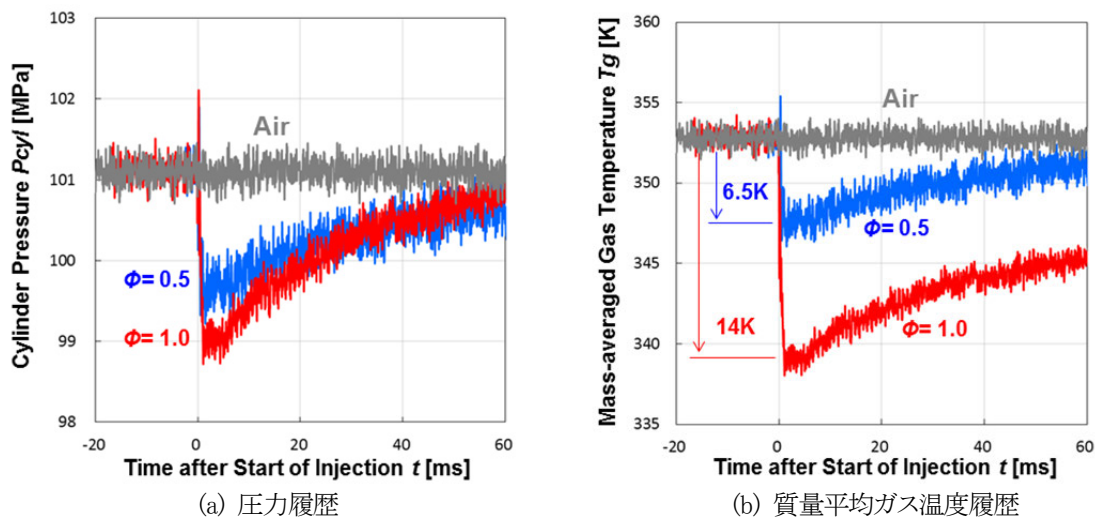 103
102
101
100
99
98
-20
0
20
40
60
Cylinder Pressure Pcyl [MPa]
Time after Start of Injection t [ms]
Air
Φ= 0.5
Φ= 1.0
(a) 圧力履歴
360
355
350
345
340
335
-20
0
20
40
60
Mass-averaged Gas Temperature Tg [K]
Time after Start of Injection t [ms]
Air
6.5K
Φ= 0.5
14K
Φ= 1.0
(b) 質量平均ガス温度履歴